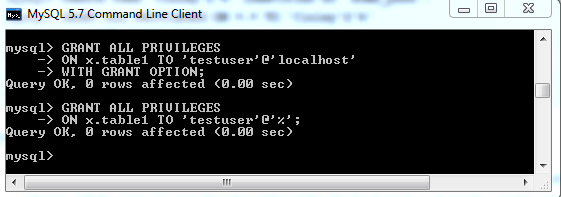 MySQL 5.7 Command Line Client
mysql> GRANT ALL PRIVILEGES
    -> ON x.table1 TO 'testuser'@'localhost'
    -> WITH GRANT OPTION;
Query OK, 0 rows affected (0.00 sec)
mysql> GRANT ALL PRIVILEGES
    -> ON x.table1 TO 'testuser'@'%';
Query OK, 0 rows affected (0.00 sec)
mysql>